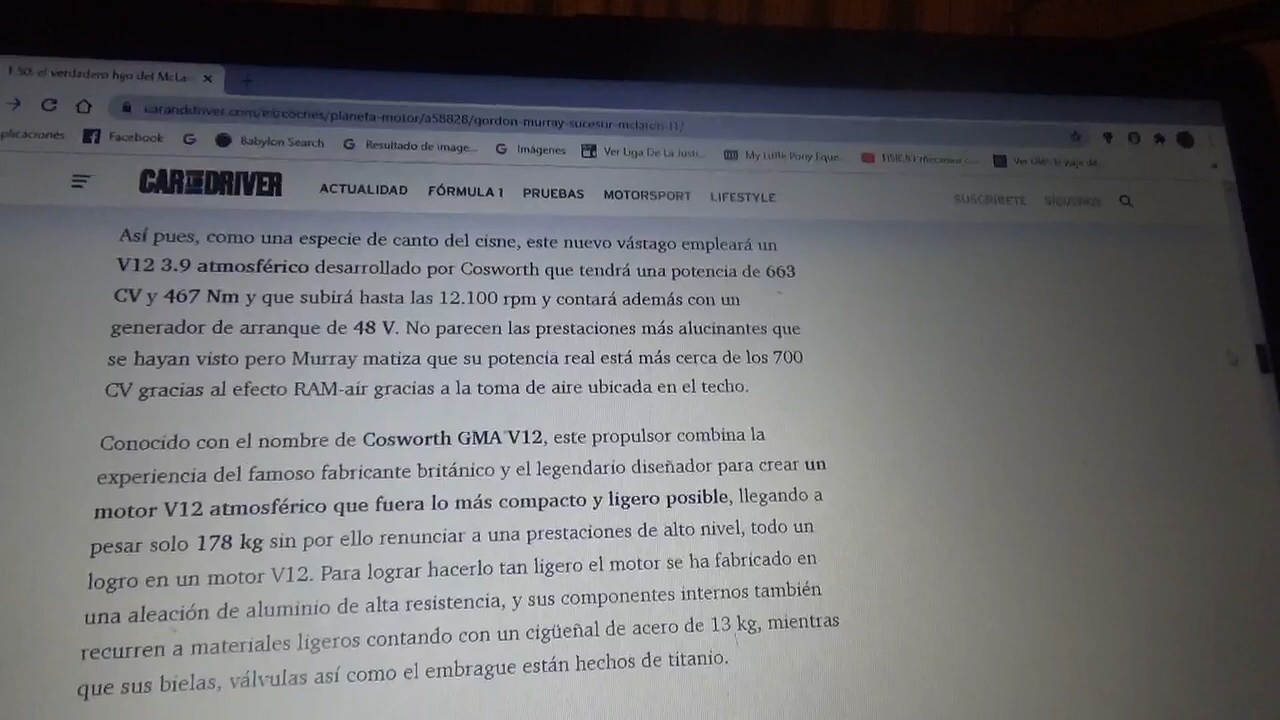 el verdadero hijo del McLa
carandriver.com/es/coches/planeta-motor/a58828/gordon-murray-sucesor-mclaren-f1/
plicaciones Facebook Babylon Search Resultado de image... Imágenes Ver Liga De La Justi... My Little Pony Eque...
CAR AND DRIVER ACTUALIDAD FÓRMULA 1 PRUEBAS MOTORSPORT LIFESTYLE SUSCRÍBETE SÍGUENOS
Así pues, como una especie de canto del cisne, este nuevo vástago empleará un
V12 3.9 atmosférico desarrollado por Cosworth que tendrá una potencia de 663
CV y 467 Nm y que subirá hasta las 12.100 rpm y contará además con un
generador de arranque de 48 V. No parecen las prestaciones más alucinantes que
se hayan visto pero Murray matiza que su potencia real está más cerca de los 700
CV gracias al efecto RAM-air gracias a la toma de aire ubicada en el techo.
Conocido con el nombre de Cosworth GMA V12, este propulsor combina la
experiencia del famoso fabricante británico y el legendario diseñador para crear un
motor V12 atmosférico que fuera lo más compacto y ligero posible, llegando a
pesar solo 178 kg sin por ello renunciar a una prestaciones de alto nivel, todo un
logro en un motor V12. Para lograr hacerlo tan ligero el motor se ha fabricado en
una aleación de aluminio de alta resistencia, y sus componentes internos también
recurren a materiales ligeros contando con un cigüeñal de acero de 13 kg, mientras
que sus bielas, válvulas así como el embrague están hechos de titanio.